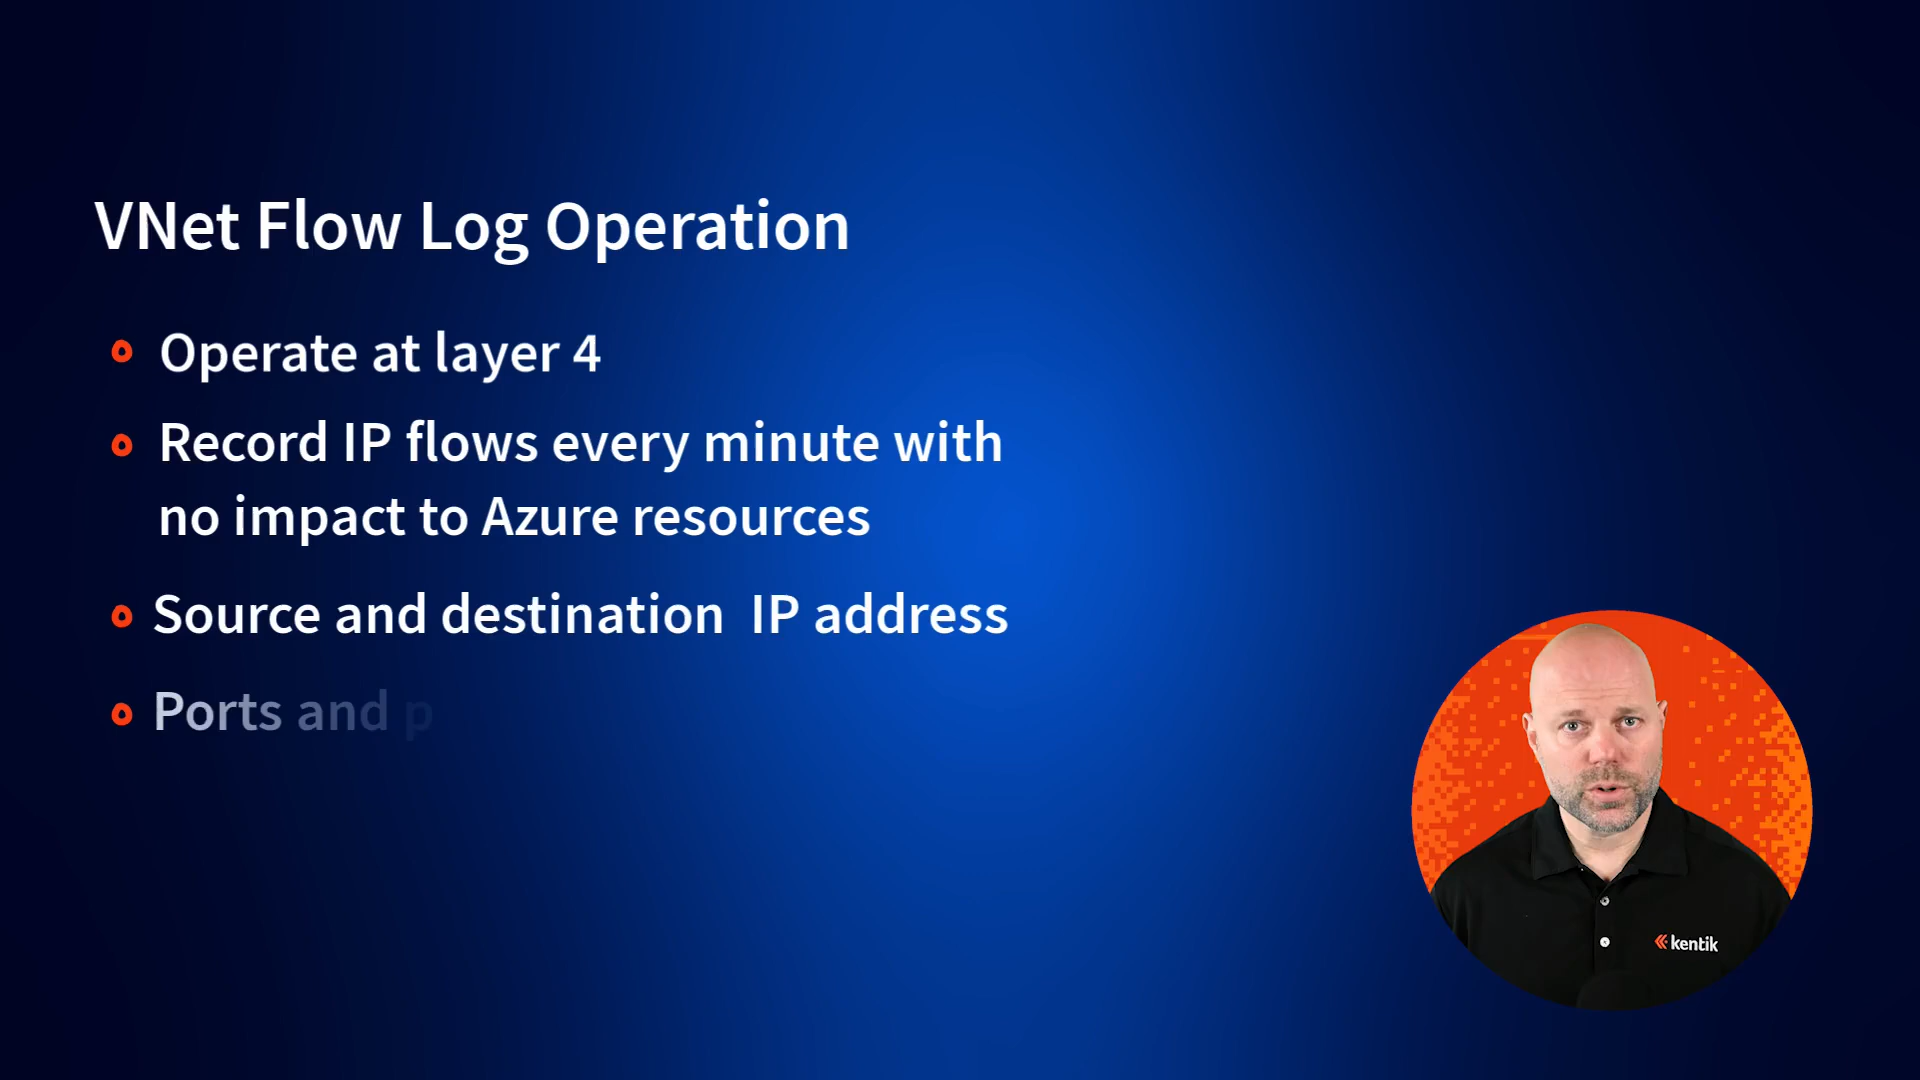 VNet Flow Log Operation
Operate at layer 4
Record IP flows every minute with
no impact to Azure resources
Source and destination IP address
Ports and p
kentik